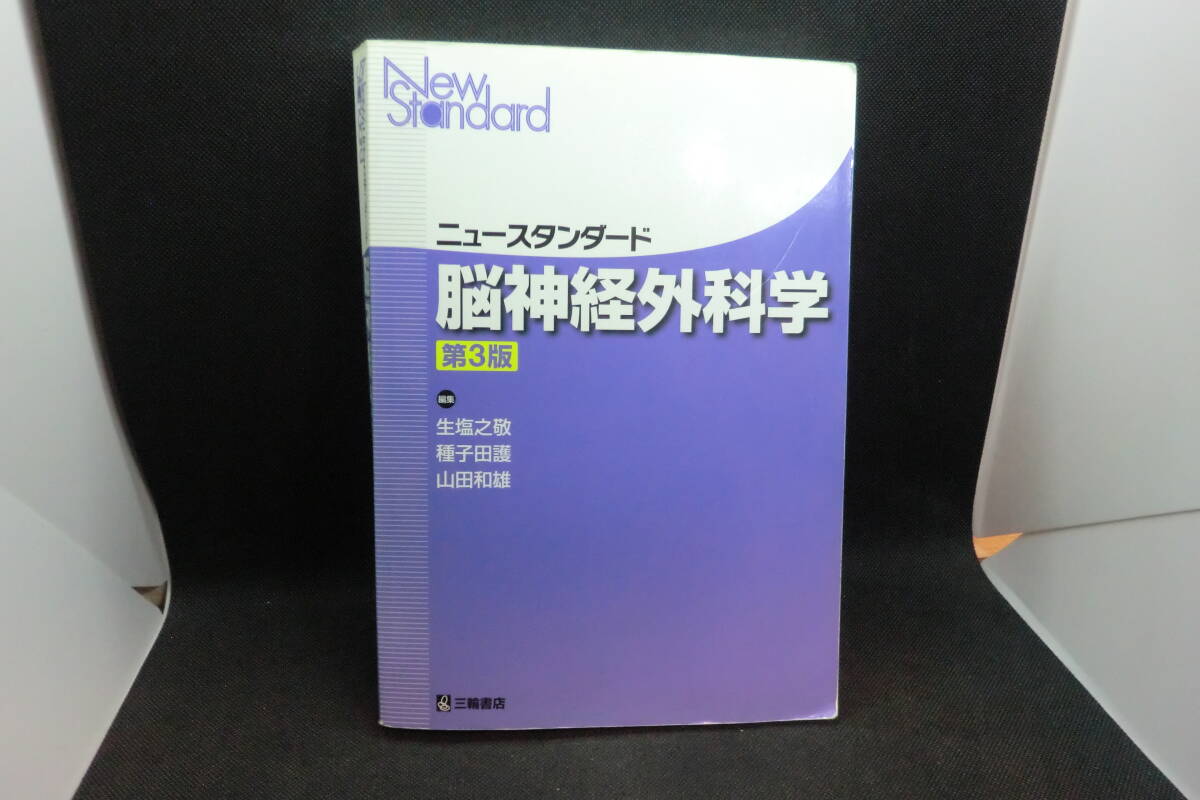 New
Standard
ニュースタンダード
脳神経外科学
第3版
編集
生塩之敬
種子田護
山田和雄
三輪書店